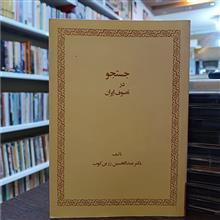 جستجو
در
تصوف ایران
تألیف
دکتر عبدالحسین زرین کوب